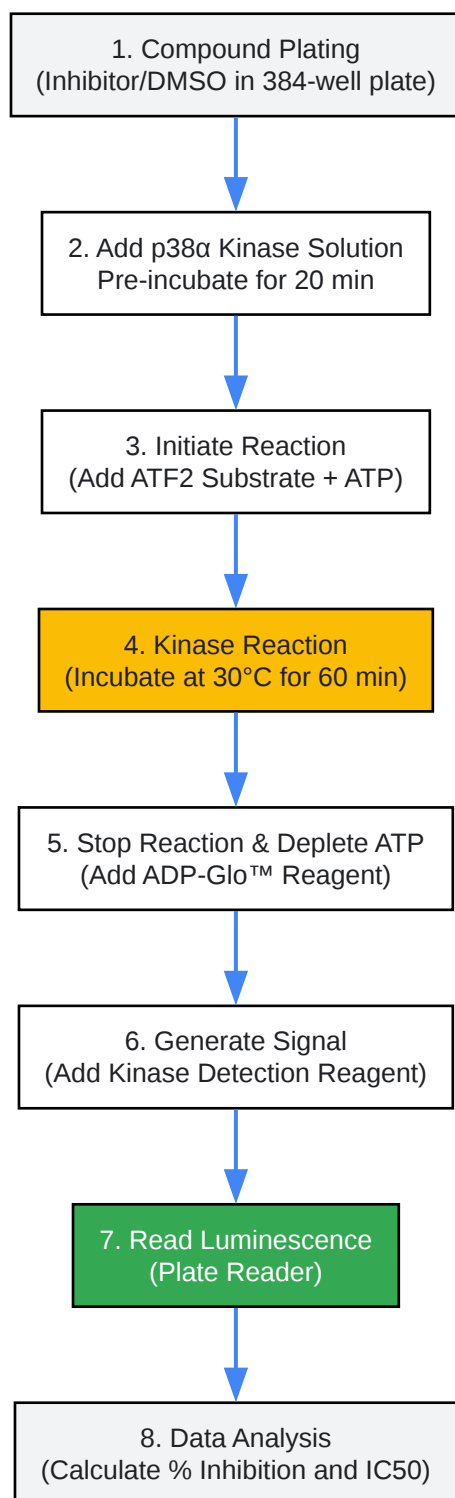 1. Compound Plating
(Inhibitor/DMSO in 384-well plate)
2. Add p38α Kinase Solution
Pre-incubate for 20 min
3. Initiate Reaction
(Add ATF2 Substrate + ATP)
4. Kinase Reaction
(Incubate at 30°C for 60 min)
5. Stop Reaction & Deplete ATP
(Add ADP-Glo™ Reagent)
6. Generate Signal
(Add Kinase Detection Reagent)
7. Read Luminescence
(Plate Reader)
8. Data Analysis
(Calculate % Inhibition and IC50)